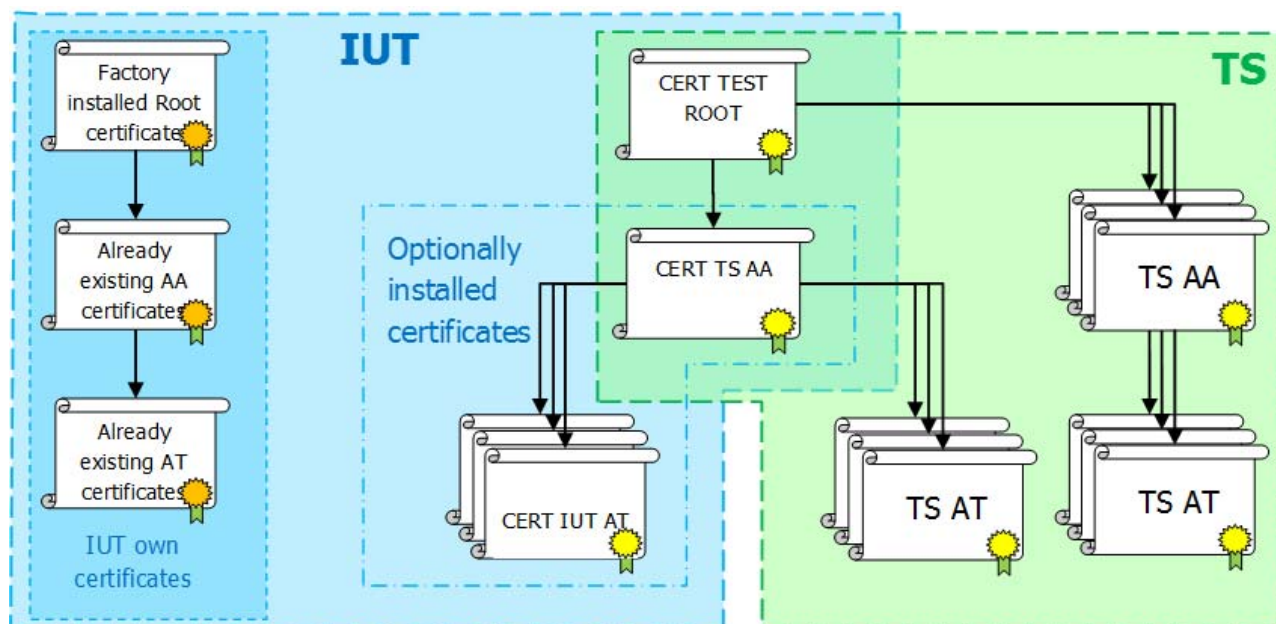 IUT
TS
Factory
installed Root
certificate
CERT TEST
ROOT
Already
existing AA
certificates
Optionally
installed
certificates
CERT TS AA
TS AA
Already
existing AT
certificates
CERT IUT AT
TS AT
TS AT
IUT own
certificates